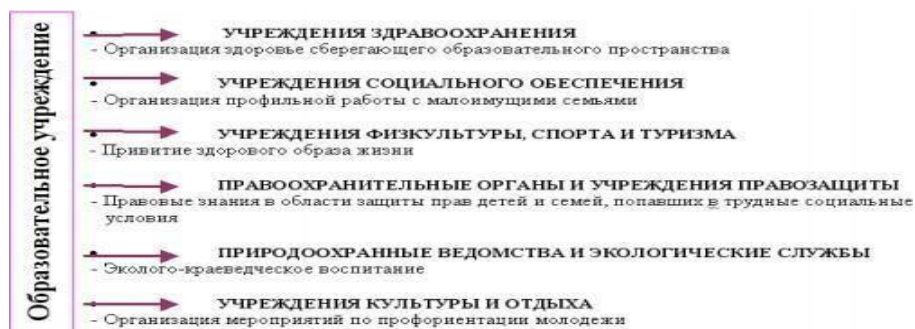 Образовательное учреждение
УЧРЕЖДЕНИЯ ЗДРАВООХРАНЕНИЯ
- Организация здоровье сберегающего образовательного пространства
УЧРЕЖДЕНИЯ СОЦИАЛЬНОГО ОБЕСПЕЧЕНИЯ
- Организация профильной работы с малоимущими семьями
УЧРЕЖДЕНИЯ ФИЗКУЛЬТУРЫ, СПОРТА И ТУРИЗМА
- Привитие здорового образа жизни
ПРАВООХРАНИТЕЛЬНЫЕ ОРГАНЫ И УЧРЕЖДЕНИЯ ПРАВОЗАЩИТЫ
- Правовые знания в области защиты прав детей и семей, попавших в трудные социальные
условия
ПРИРОДООХРАННЫЕ ВЕДОМСТВА И ЭКОЛОГИЧЕСКИЕ СЛУЖБЫ
- Эколого-краеведческое воспитание
УЧРЕЖДЕНИЯ КУЛЬТУРЫ И ОТДЫХА
- Организация мероприятий по профориентации молодежи